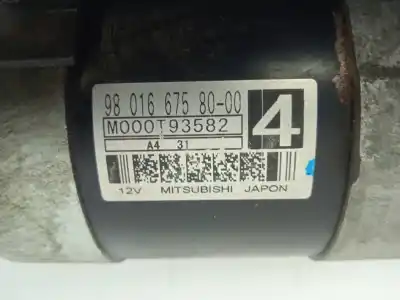 98 016 675 80-00
M000T93582
4
A4 31
12V MITSUBISHI JAPON